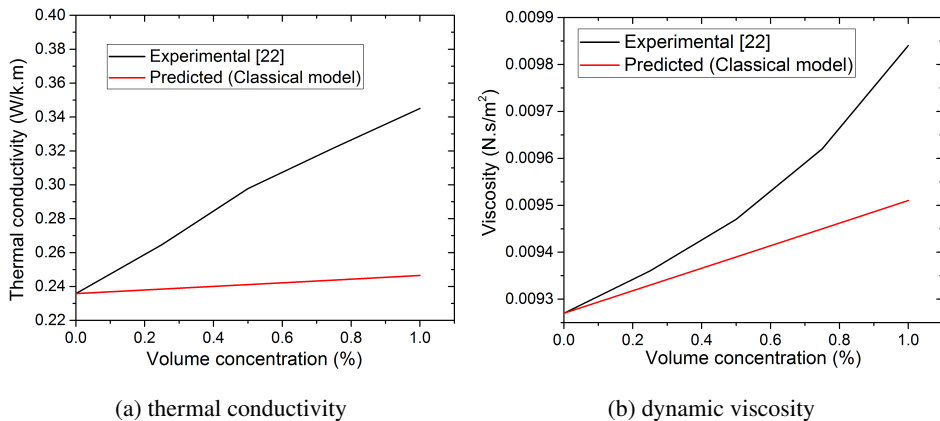 0.40
0.38
0.36
0.34
0.32
0.30
0.28
0.26
0.24
0.22
Thermal conductivity (W/k.m)
Experimental [22]
Predicted (Classical model)
0.0 0.2 0.4 0.6 0.8 1.0
Volume concentration (%)
(a) thermal conductivity
0.0099
0.0098
0.0097
0.0096
0.0095
0.0094
0.0093
Viscosity (N.s/m²)
Experimental [22]
Predicted (Classical model)
0.0 0.2 0.4 0.6 0.8 1.0
Volume concentration (%)
(b) dynamic viscosity